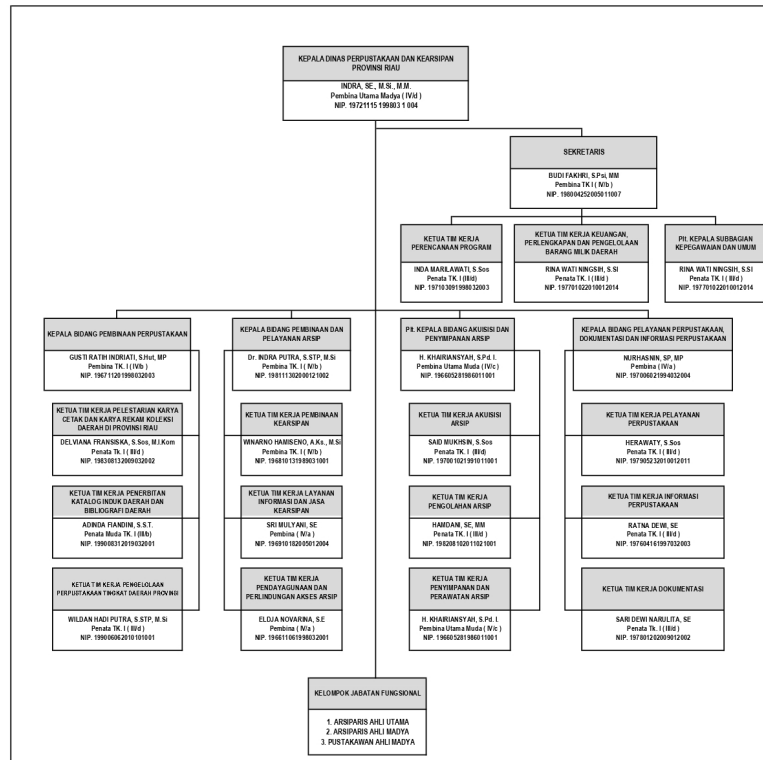 KEPALA DINAS PERPUSTAKAAN DAN KEARSIPAN
PROVINSI RIAU
INDRA, SE., M.Si., M.M.
Pembina Utama Madya ( IV/d )
NIP. 19721115 199803 1 004
SEKRETARIS
BUDI FAKHRI, S.Psi, MM
Pembina TK I ( IV/b )
NIP. 198004252005011007
KETUA TIM KERJA
PERENCANAAN PROGRAM
INDA MARILAWATI, S.Sos
Penata TK. I (III/d)
NIP. 197103091998032003
KETUA TIM KERJA KEUANGAN,
PERLENGKAPAN DAN PENGELOLAAN
BARANG MILIK DAERAH
RINA WATI NINGSIH, S.SI
Penata TK. I ( III/d )
NIP. 197701022010012014
Plt. KEPALA SUBBAGIAN
KEPEGAWAIAN DAN UMUM
RINA WATI NINGSIH, S.SI
Penata TK. I ( III/d )
NIP. 197701022010012014
KEPALA BIDANG PEMBINAAN PERPUSTAKAAN
GUSTI RATIH INDRIATI, S.Hut, MP
Pembina TK. I ( IV/b )
NIP. 196711201998032003
KETUA TIM KERJA PELESTARIAN KARYA
CETAK DAN KARYA REKAM KOLEKSI
DAERAH DI PROVINSI RIAU
DELVIANA FRANSISKA, S.Sos, M.I.Kom
Penata Tk. I ( III/d )
NIP. 198308132009032002
KETUA TIM KERJA PENERBITAN
KATALOG INDUK DAERAH DAN
BIBLIOGRAFI DAERAH
ADINDA FIANDINI, S.S.T.
Penata Muda TK. I (III/b)
NIP. 199008312019032001
KETUA TIM KERJA PENGELOLAAN
PERPUSTAKAAN TINGKAT DAERAH PROVINSI
WILDAN HADI PUTRA, S.STP, M.Si
Penata TK. I ( III/d )
NIP. 199006062010101001
KEPALA BIDANG PEMBINAAN DAN
PELAYANAN ARSIP
Dr. INDRA PUTRA, S.STP, M.Si
Pembina TK. I ( IV/b )
NIP. 198111302000121002
KETUA TIM KERJA PEMBINAAN
KEARSIPAN
WINARNO HAMISENO, A.Ks., M.Si
Pembina TK. I ( IV/b )
NIP. 196810131989031001
KETUA TIM KERJA LAYANAN
INFORMASI DAN JASA
KEARSIPAN
SRI MULYANI, SE
Pembina ( IV/a )
NIP. 196910182005012004
KETUA TIM KERJA
PENDAYAGUNAAN DAN
PERLINDUNGAN AKSES ARSIP
ELDJA NOVARINA, S.E
Pembina ( IV/a )
NIP. 196611061998032001
Plt. KEPALA BIDANG AKUISISI DAN
PENYIMPANAN ARSIP
H. KHAIRIANSYAH, S.Pd. I.
Pembina Utama Muda ( IV/c )
NIP. 196605281986011001
KETUA TIM KERJA AKUISISI
ARSIP
SAID MUKHSIN, S.Sos
Penata TK. I (III/d)
NIP. 197001021991011001
KETUA TIM KERJA
PENGOLAHAN ARSIP
HAMDANI, SE, MM
Penata TK. I ( III/d )
NIP. 198208102011021001
KETUA TIM KERJA
PENYIMPANAN DAN
PERAWATAN ARSIP
H. KHAIRIANSYAH, S.Pd. I.
Pembina Utama Muda ( IV/c )
NIP. 196605281986011001
KEPALA BIDANG PELAYANAN PERPUSTAKAAN,
DOKUMENTASI DAN INFORMASI PERPUSTAKAAN
NURHASNIN, SP, MP
Pembina ( IV/a )
NIP. 197006021994032004
KETUA TIM KERJA PELAYANAN
PERPUSTAKAAN
HERAWATY, S.Sos
Penata TK. I ( III/d )
NIP. 197905232010012011
KETUA TIM KERJA INFORMASI
PERPUSTAKAAN
RATNA DEWI, SE
Penata TK. I ( III/d )
NIP. 197604161997032003
KETUA TIM KERJA DOKUMENTASI
SARI DEWI NARULITA, SE
Penata Tk. I ( III/d )
NIP. 197801202009012002
KELOMPOK JABATAN FUNGSIONAL
1. ARSIPARIS AHLI UTAMA
2. ARSIPARIS AHLI MADYA
3. PUSTAKAWAN AHLI MADYA